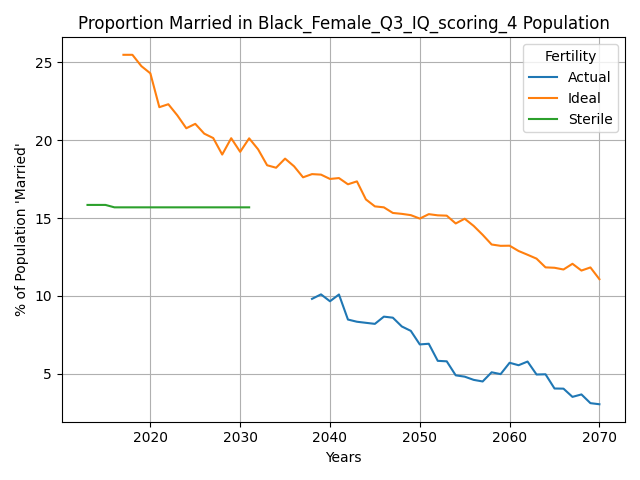 Proportion Married in Black_Female_Q3_IQ_scoring_4 Population
% of Population 'Married'
25
20
15
10
5
Fertility
Actual
Ideal
Sterile
2020 2030 2040 2050 2060 2070
Years